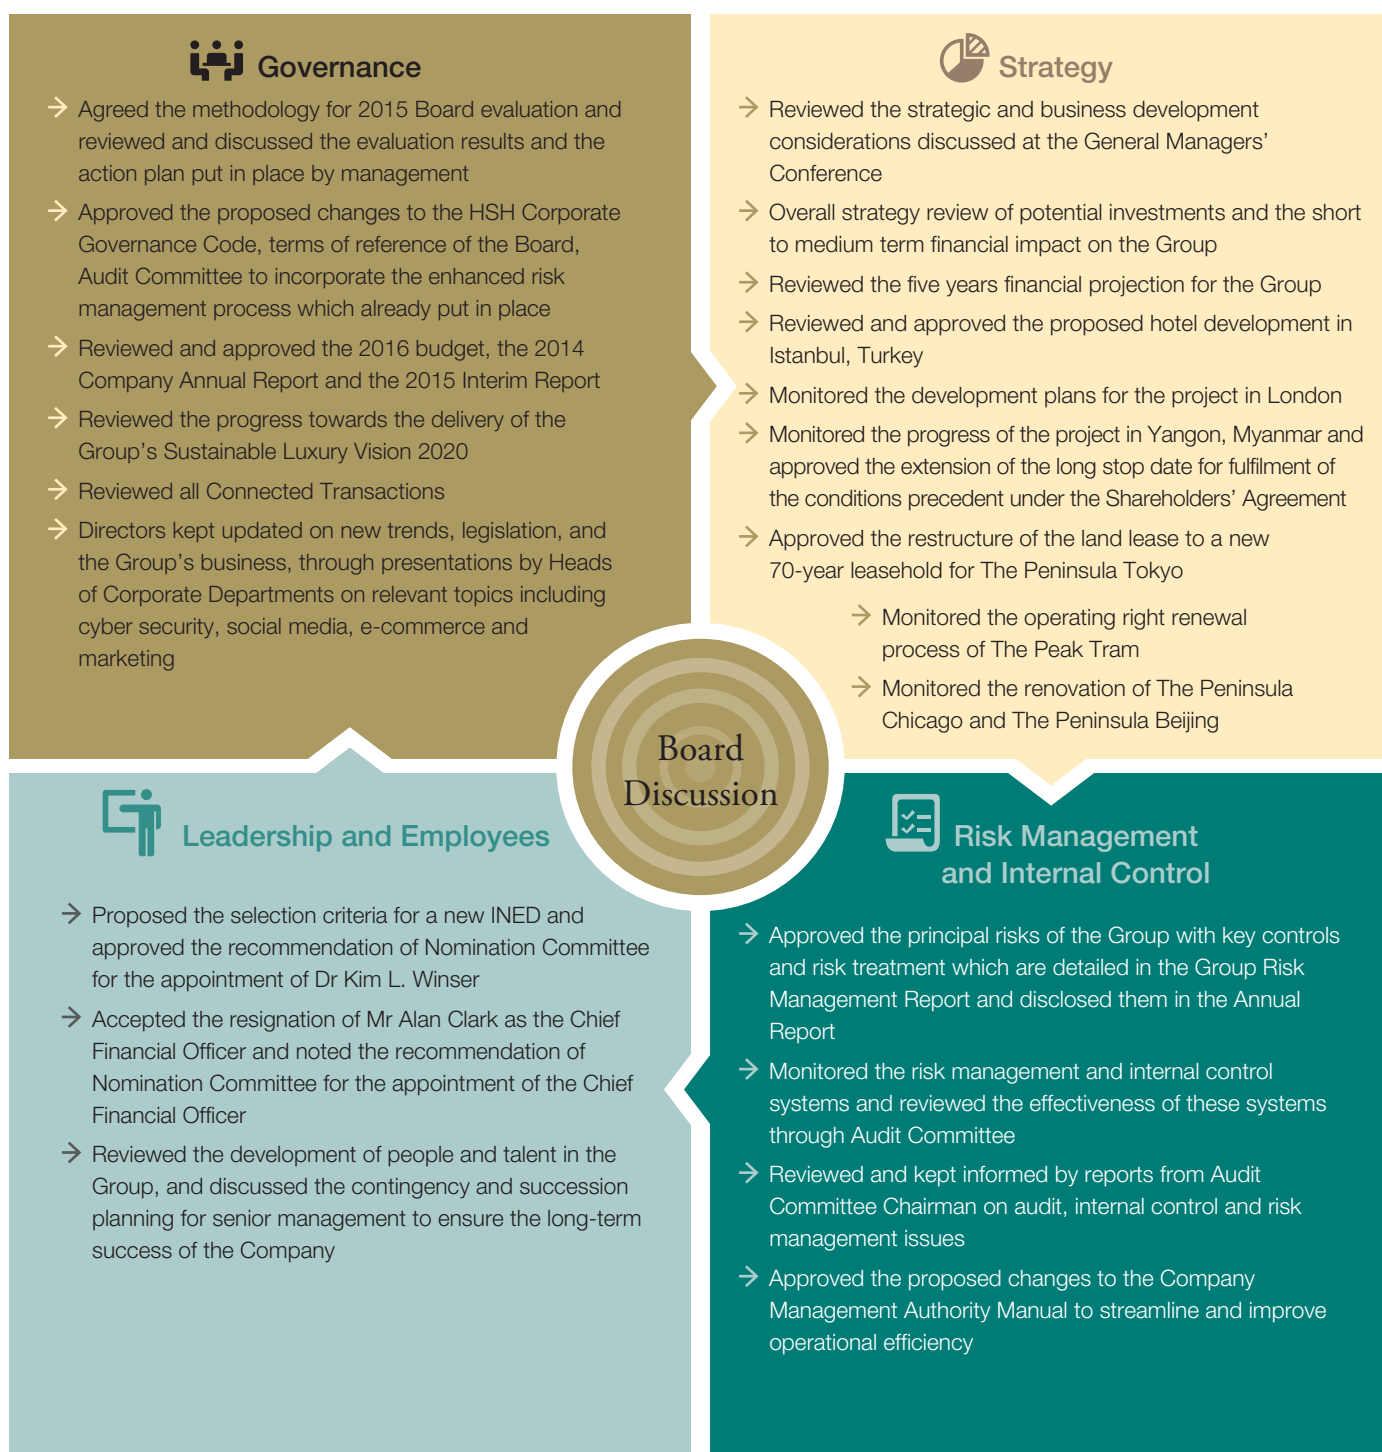 Governance
→ Agreed the methodology for 2015 Board evaluation and
reviewed and discussed the evaluation results and the
action plan put in place by management
→ Approved the proposed changes to the HSH Corporate
Governance Code, terms of reference of the Board,
Audit Committee to incorporate the enhanced risk
management process which already put in place
→ Reviewed and approved the 2016 budget, the 2014
Company Annual Report and the 2015 Interim Report
→ Reviewed the progress towards the delivery of the
Group's Sustainable Luxury Vision 2020
→ Reviewed all Connected Transactions
→ Directors kept updated on new trends, legislation, and
the Group's business, through presentations by Heads
of Corporate Departments on relevant topics including
cyber security, social media, e-commerce and
marketing
Strategy
→ Reviewed the strategic and business development
considerations discussed at the General Managers'
Conference
→ Overall strategy review of potential investments and the short
to medium term financial impact on the Group
→ Reviewed the five years financial projection for the Group
→ Reviewed and approved the proposed hotel development in
Istanbul, Turkey
→ Monitored the development plans for the project in London
→ Monitored the progress of the project in Yangon, Myanmar and
approved the extension of the long stop date for fulfilment of
the conditions precedent under the Shareholders' Agreement
→ Approved the restructure of the land lease to a new
70-year leasehold for The Peninsula Tokyo
→ Monitored the operating right renewal
process of The Peak Tram
→ Monitored the renovation of The Peninsula
Chicago and The Peninsula Beijing
Board
Discussion
Leadership and Employees
→ Proposed the selection criteria for a new INED and
approved the recommendation of Nomination Committee
for the appointment of Dr Kim L. Winser
→ Accepted the resignation of Mr Alan Clark as the Chief
Financial Officer and noted the recommendation of
Nomination Committee for the appointment of the Chief
Financial Officer
→ Reviewed the development of people and talent in the
Group, and discussed the contingency and succession
planning for senior management to ensure the long-term
success of the Company
Risk Management
and Internal Control
→ Approved the principal risks of the Group with key controls
and risk treatment which are detailed in the Group Risk
Management Report and disclosed them in the Annual
Report
→ Monitored the risk management and internal control
systems and reviewed the effectiveness of these systems
through Audit Committee
→ Reviewed and kept informed by reports from Audit
Committee Chairman on audit, internal control and risk
management issues
→ Approved the proposed changes to the Company
Management Authority Manual to streamline and improve
operational efficiency